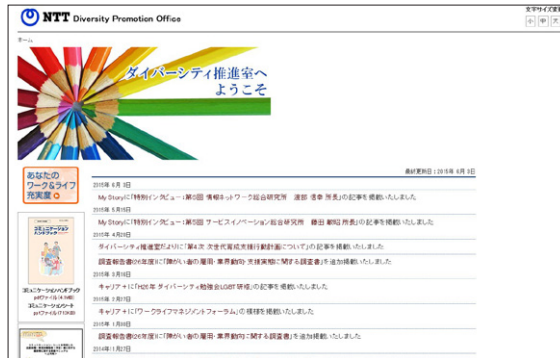 NTT Diversity Promotion Office
文字サイズ変更
小 中 大
ホーム
ダイバーシティ推進室へ
ようこそ
最終更新日：2015年 6月 3日
あなたの
ワーク&ライフ
充実度
2015年 6月 3日
My Storyに「特別インタビュー：第6回 情報ネットワーク総合研究所 所長」の記事を掲載いたしました
2015年 5月
My Storyに「特別インタビュー：第5回 サービスイノベーション総合研究所 藤田 所長」の記事を掲載いたしました
2015年 4月
ダイバーシティ推進室だよりに「第4次 次世代育成支援行動計画について」の記事を掲載いたしました
調査報告書(26年度)に「障がい者の雇用・業界動向・支援実態に関する調査書」を追加掲載いたしました
2015年 3月
キャリア＋に「H26年 ダイバーシティ勉強会LGBT研修」の記事を掲載いたしました
2015年 2月
キャリア＋に「ワークライフマネジメントフォーラム」の模様を掲載いたしました
2015年 1月
調査報告書(26年度)に「障がい者の雇用・業界動向に関する調査書」を追加掲載いたしました
2014年11月27日
コミュニケーション
ハンドブック
コミュニケーションハンドブック
pdfファイル
コミュニケーションシート
pdfファイル